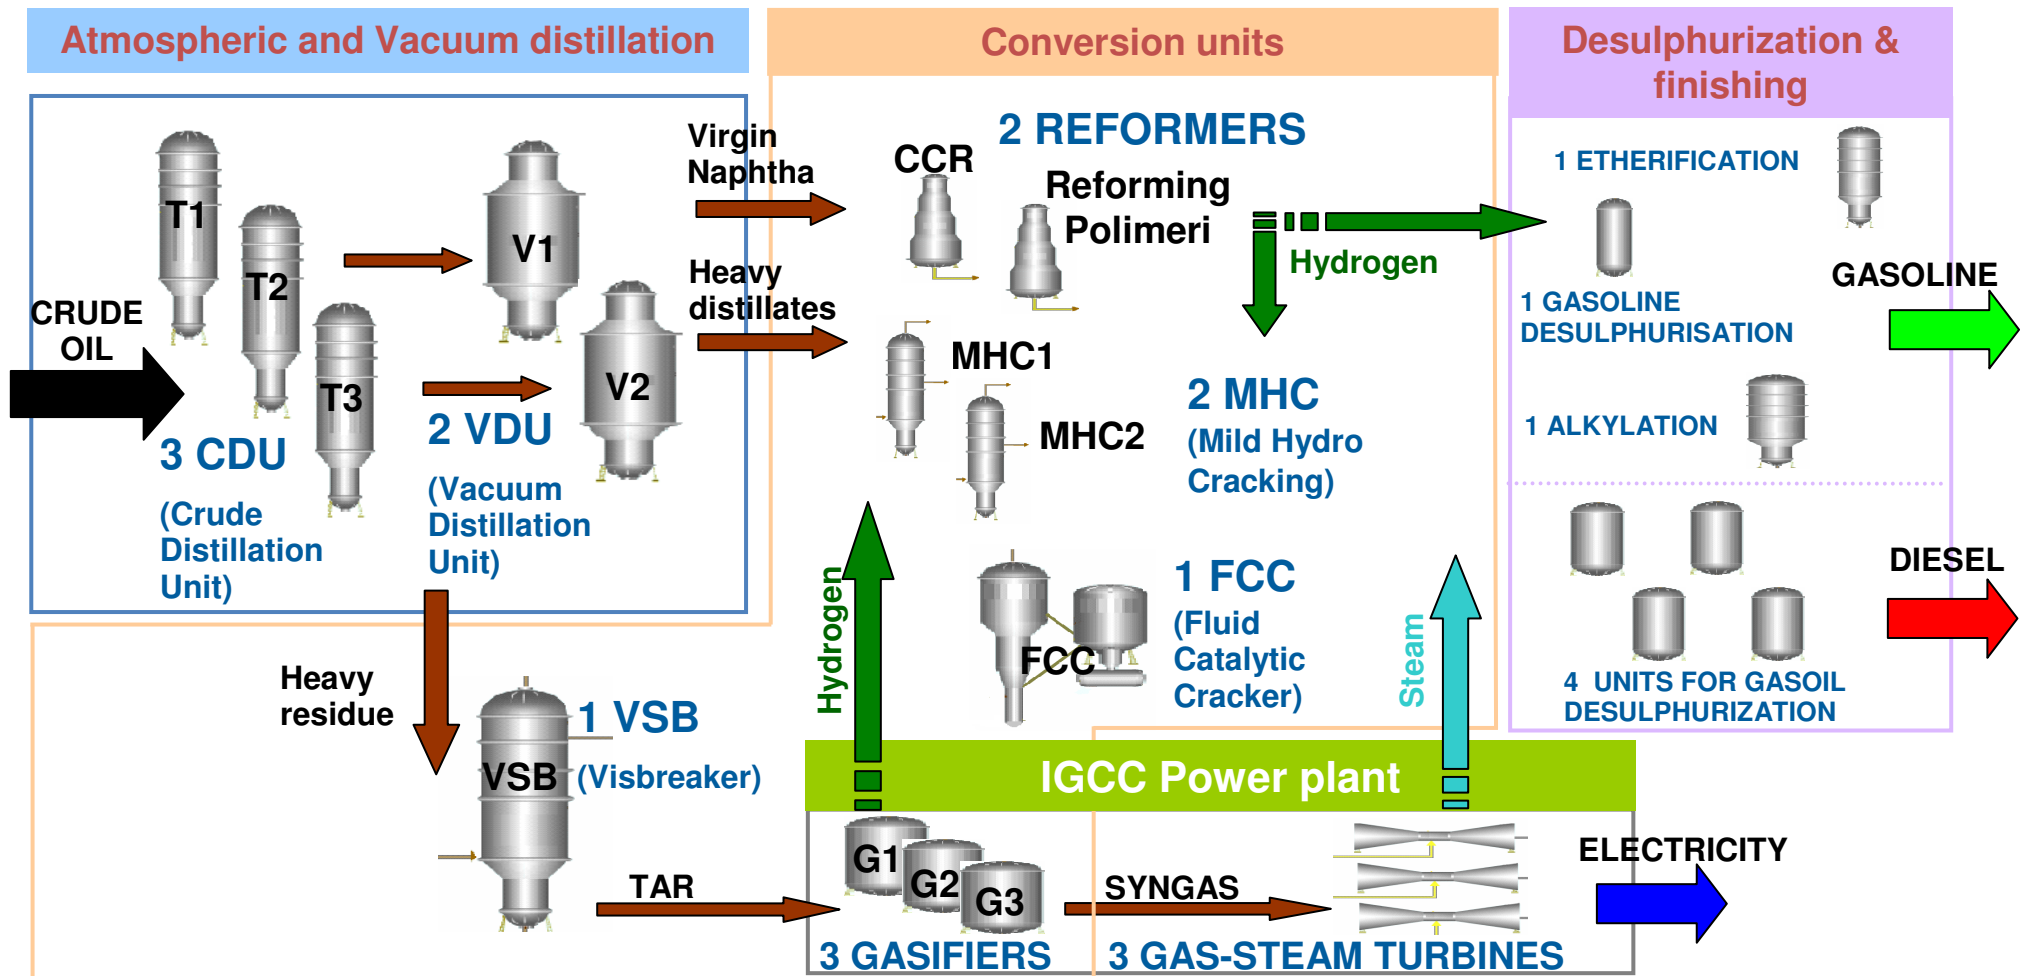 Atmospheric and Vacuum distillation
Conversion units
Desulphurization &
finishing
CRUDE
OIL
T1
T2
T3
V1
V2
3 CDU
(Crude
Distillation
Unit)
2 VDU
(Vacuum
Distillation
Unit)
Virgin
Naphtha
Heavy
distillates
2 REFORMERS
CCR
Reforming
Polimeri
Hydrogen
MHC1
MHC2
2 MHC
(Mild Hydro
Cracking)
1 FCC
(Fluid
Catalytic
Cracker)
FCC
Hydrogen
Steam
1 ETHERIFICATION
1 GASOLINE
DESULPHURISATION
1 ALKYLATION
4 UNITS FOR GASOIL
DESULPHURIZATION
GASOLINE
DIESEL
Heavy
residue
1 VSB
(Visbreaker)
VSB
TAR
IGCC Power plant
G1
G2
G3
3 GASIFIERS
SYNGAS
3 GAS-STEAM TURBINES
ELECTRICITY